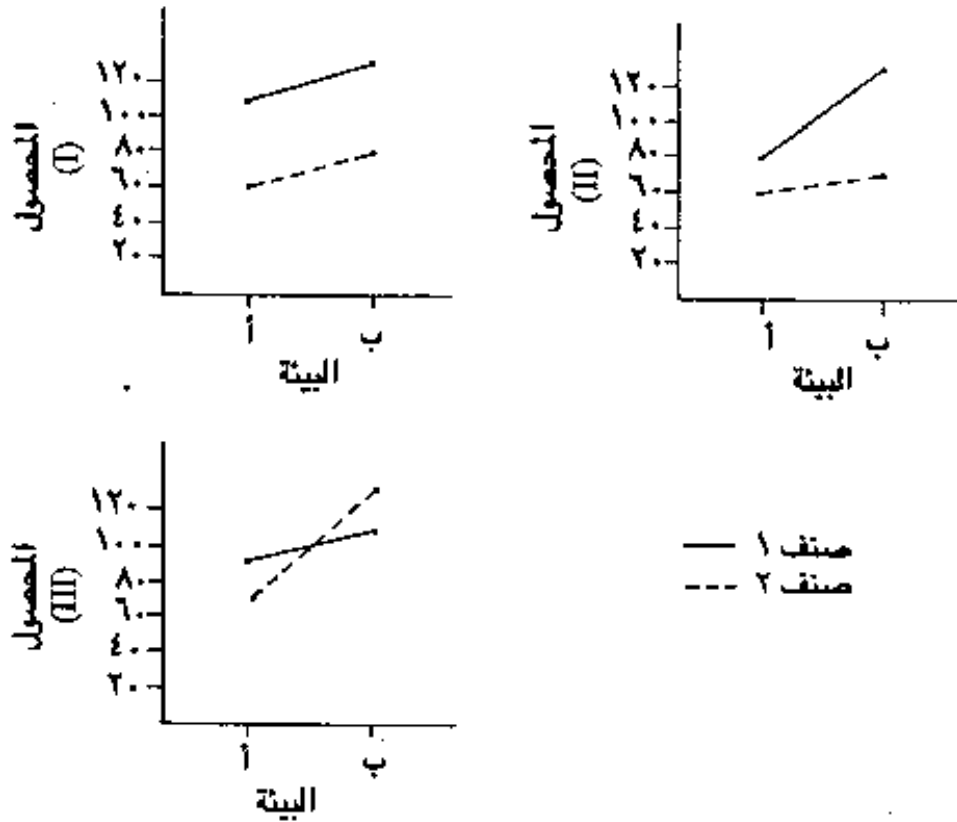 ١٢٠
١٠٠
٨٠
٦٠
٤٠
٢٠
المحصول
(I)
أ
ب
البيئة
١٢٠
١٠٠
٨٠
٦٠
٤٠
٢٠
المحصول
(II)
أ
ب
البيئة
١٢٠
١٠٠
٨٠
٦٠
٤٠
٢٠
المحصول
(III)
أ
ب
البيئة
صنف ١
صنف ٢